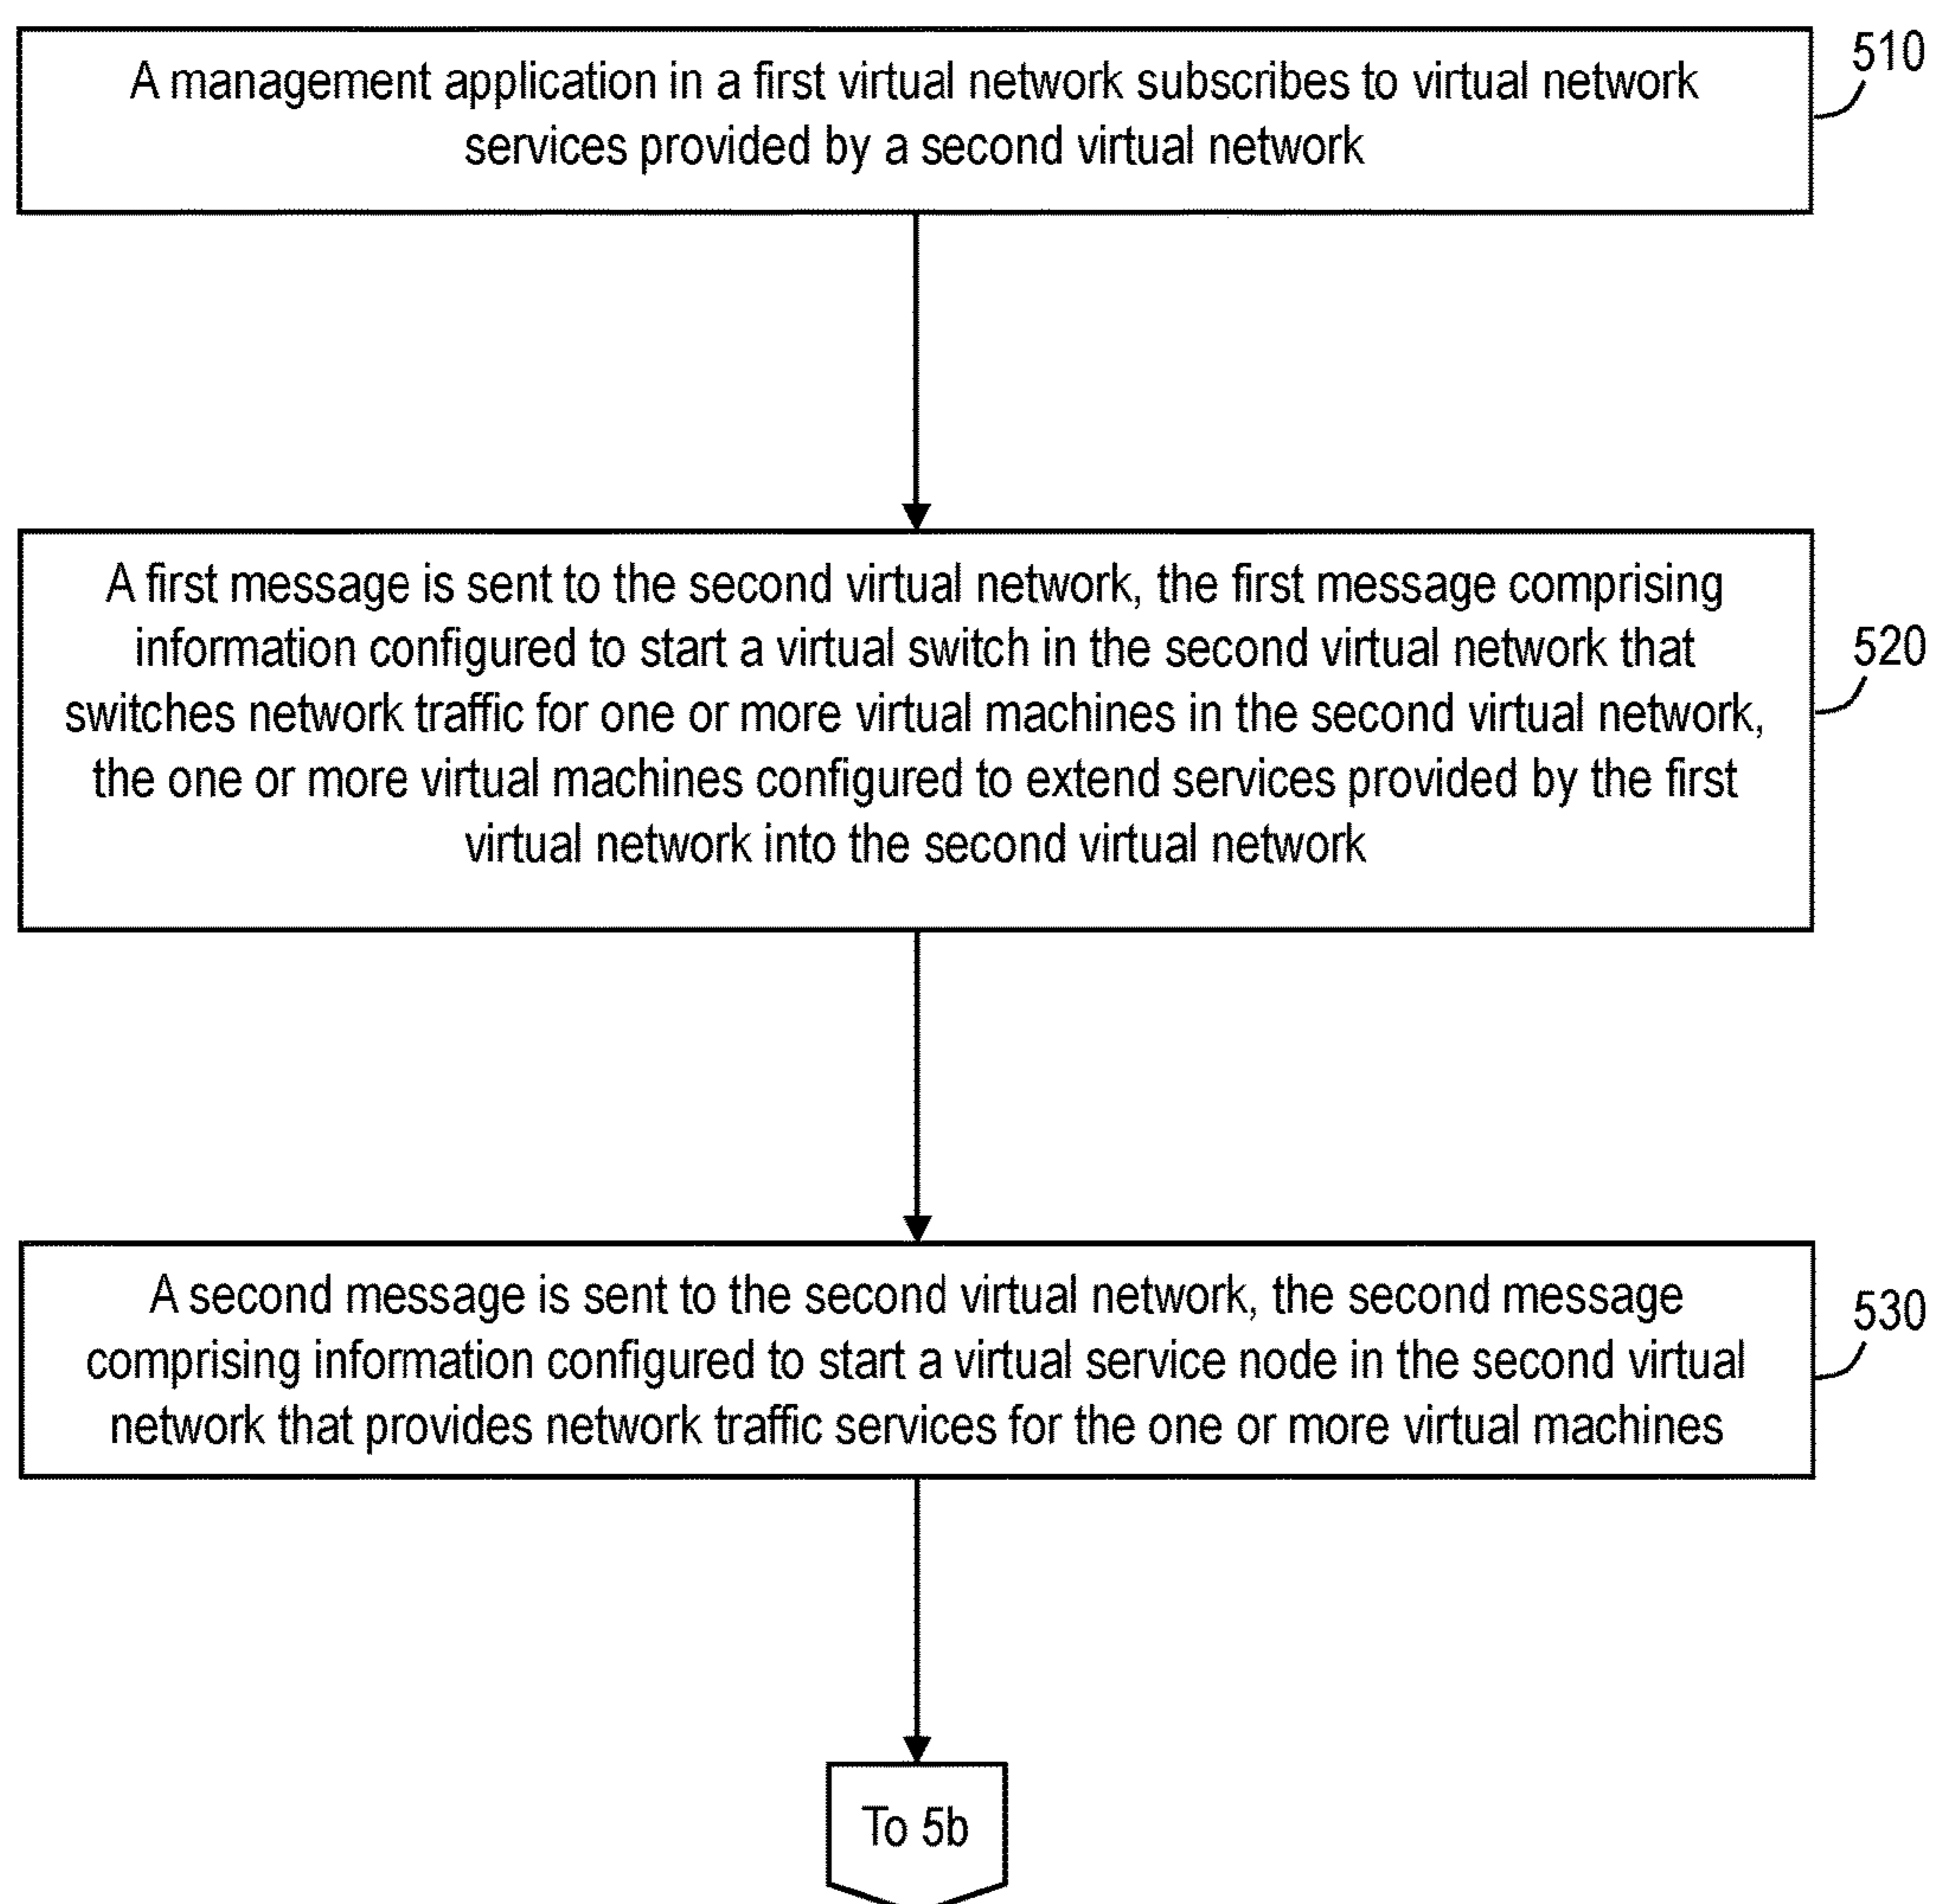 510
A management application in a first virtual network subscribes to virtual network
services provided by a second virtual network
A first message is sent to the second virtual network, the first message comprising
information configured to start a virtual switch in the second virtual network that
520
switches network traffic for one or more virtual machines in the second virtual network,
the one or more virtual machines configured to extend services provided by the first
virtual network into the second virtual network
A second message is sent to the second virtual network, the second message
530
comprising information configured to start a virtual service node in the second virtual
network that provides network traffic services for the one or more virtual machines
To 5b